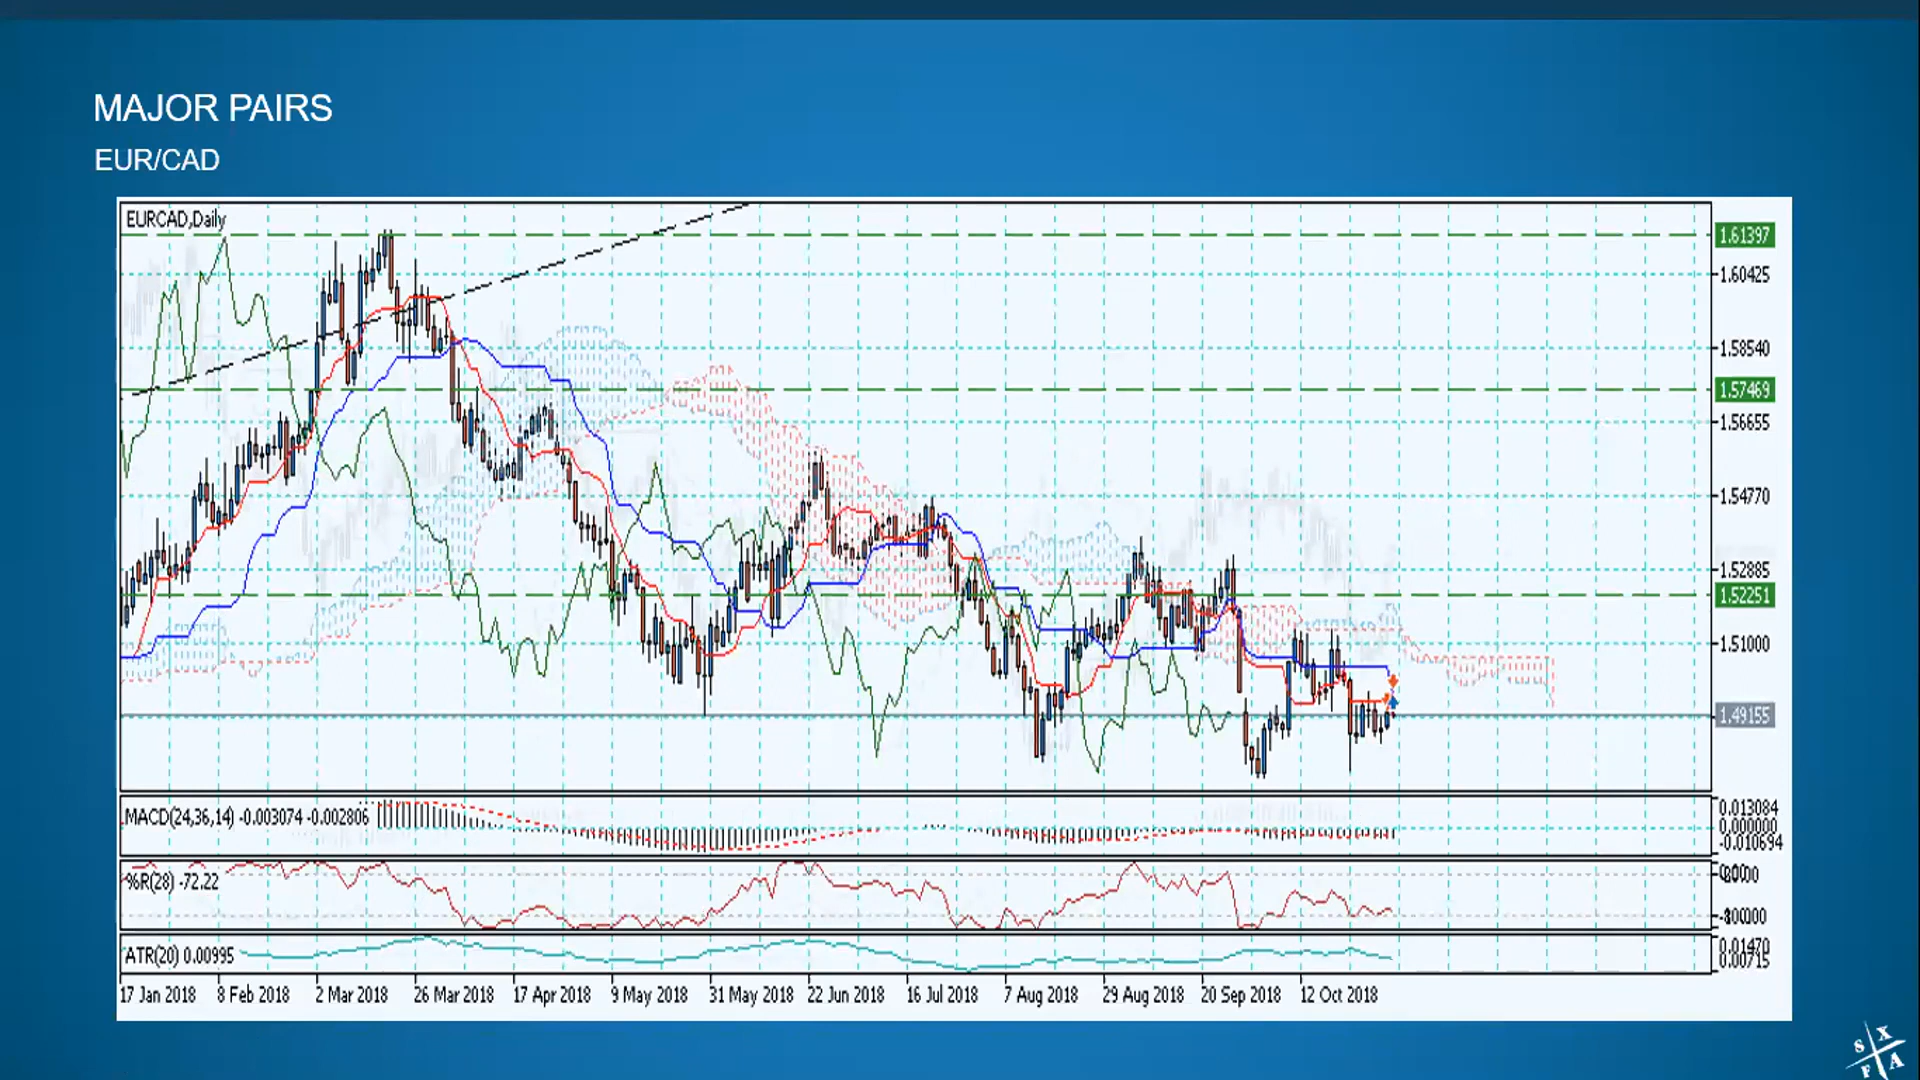 MAJOR PAIRS
EUR/CAD
EURCAD,Daily
1.61397
1.60425
1.58540
1.57469
1.56655
1.54770
1.52885
1.52251
1.51000
1.49155
MACD(24,36,14) -0.003074 -0.002806
0.013084
0.000000
-0.010694
%R(28) -72.22
ATR(20) 0.00995
0.01470
0.00715
17 Jan 2018 8 Feb 2018 2 Mar 2018 26 Mar 2018 17 Apr 2018 9 May 2018 31 May 2018 22 Jun 2018 16 Jul 2018 7 Aug 2018 29 Aug 2018 20 Sep 2018 12 Oct 2018
S X
F A